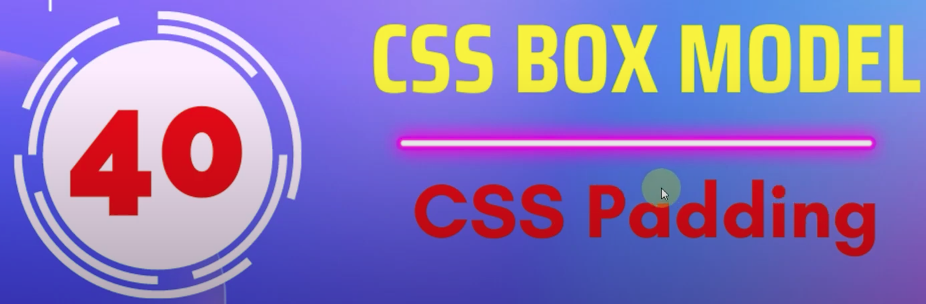 40
CSS BOX MODEL
CSS Padding